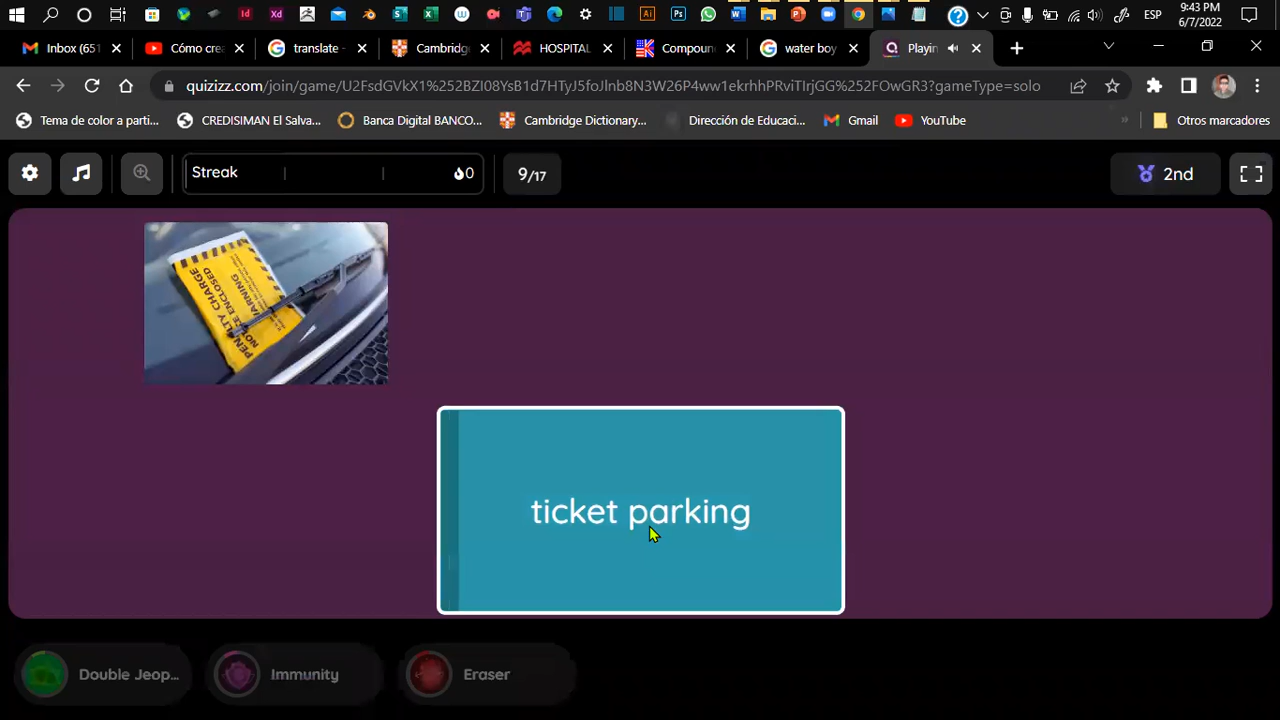 ESP
9:43 PM
6/7/2022
Inbox (651
Cómo crea
translate -
Cambridg
HOSPITAL
Compoun
water boy
Playin
quizizz.com/join/game/U2FsdGVkX1%252BZI08YsB1d7HTyJ5foJlnb8N3W26P4ww1ekrhhPRviTIrjGG%252FOwGR3?gameType=solo
Tema de color a parti...
CREDISIMAN El Salva...
Banca Digital BANCO...
Cambridge Dictionary...
Dirección de Educaci...
Gmail
YouTube
Otros marcadores
Streak
0
9/17
2nd
PENALTY CHARGE
NOTICE ENCLOSED
WARNING
ticket parking
Double Jeop...
Immunity
Eraser